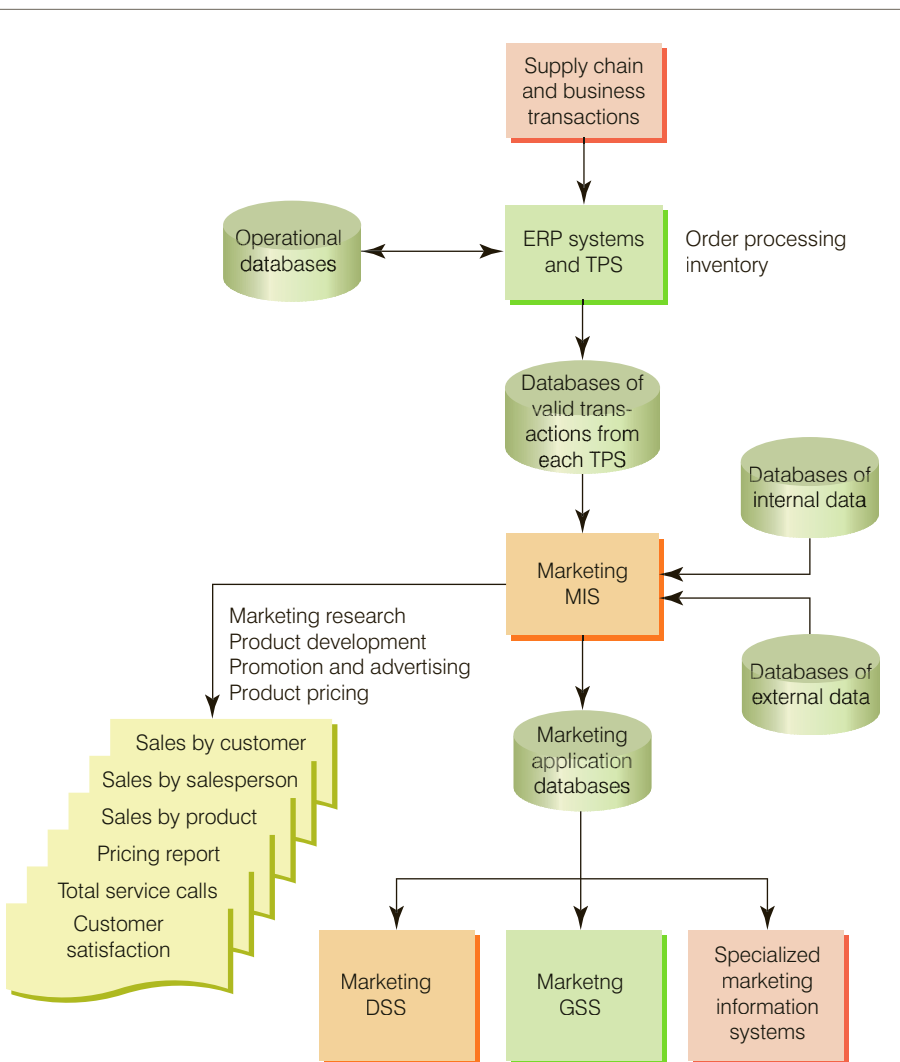 Supply chain
and business
transactions
Operational
databases
ERP systems
and TPS
Order processing
inventory
Databases of
valid trans-
actions from
each TPS
Databases of
internal data
Marketing
MIS
Marketing research
Product development
Promotion and advertising
Product pricing
Databases of
external data
Sales by customer
Sales by salesperson
Sales by product
Pricing report
Total service calls
Customer
satisfaction
Marketing
application
databases
Marketing
DSS
Marketng
GSS
Specialized
marketing
information
systems